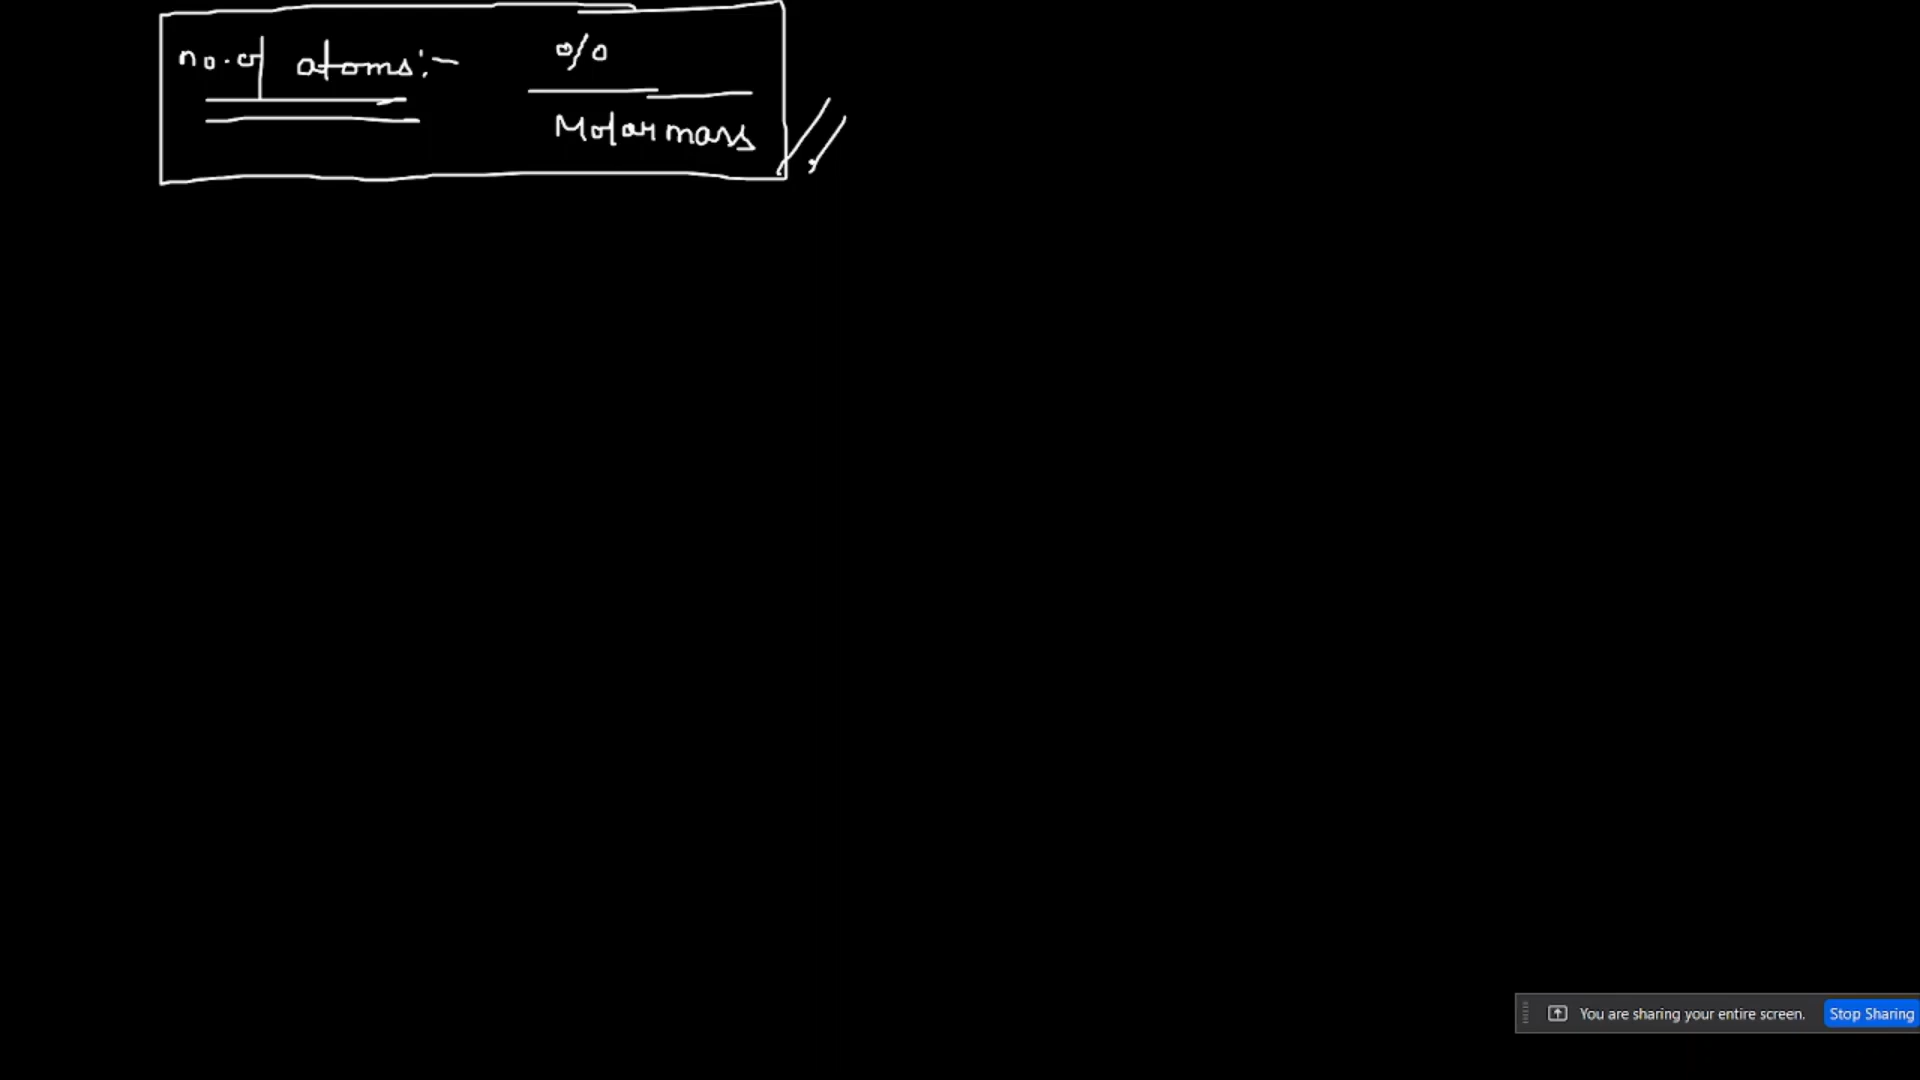 no. of atoms:- %
Molar mass
You are sharing your entire screen. Stop Sharing